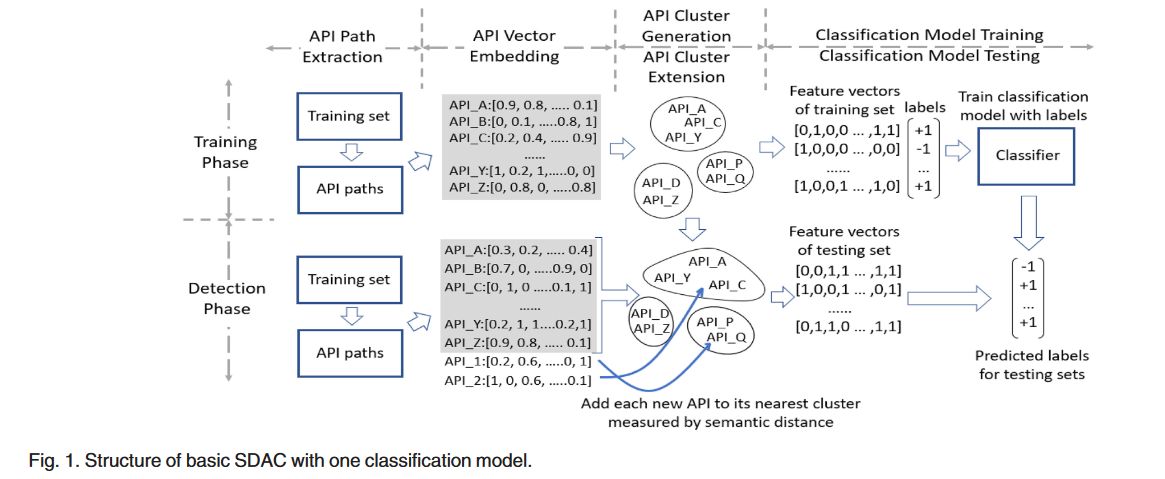 API Path
Extraction
API Vector
Embedding
API Cluster
Generation
API Cluster
Extension
Classification Model Training
Classification Model Testing
Training
Phase
Training set
API paths
API_A:[0.9, 0.8, ..... 0.1]
API_B:[0, 0.1, .....0.8, 1]
API_C:[0.2, 0.4, ..... 0.9]
......
API_Y:[1, 0.2, 1,.....0, 0]
API_Z:[0, 0.8, 0, .....0.8]
API_A
API_C
API_Y
API_P
API_Q
API_D
API_Z
Feature vectors
of training set
labels
[0,1,0,0 ... ,1,1]
[1,0,0,0 ... ,0,0]
......
[1,0,0,1 ... ,1,0]
+1
-1
...
+1
Train classification
model with labels
Classifier
Detection
Phase
Training set
API paths
API_A:[0.3, 0.2, ..... 0.4]
API_B:[0.7, 0, .....0.9, 0]
API_C:[0, 1, 0 .....0.1, 1]
......
API_Y:[0.2, 1, 1....0.2,1]
API_Z:[0.9, 0.8, ..... 0.1]
API_1:[0.2, 0.6, .....0, 1]
API_2:[1, 0, 0.6, .....0.1]
API_A
API_Y
API_C
API_D
API_Z
API_P
API_Q
Add each new API to its nearest cluster
measured by semantic distance
Feature vectors
of testing set
[0,0,1,1 ... ,1,1]
[1,0,0,1 ... ,0,1]
......
[0,1,1,0 ... ,1,1]
-1
+1
...
+1
Predicted labels
for testing sets
Fig. 1. Structure of basic SDAC with one classification model.